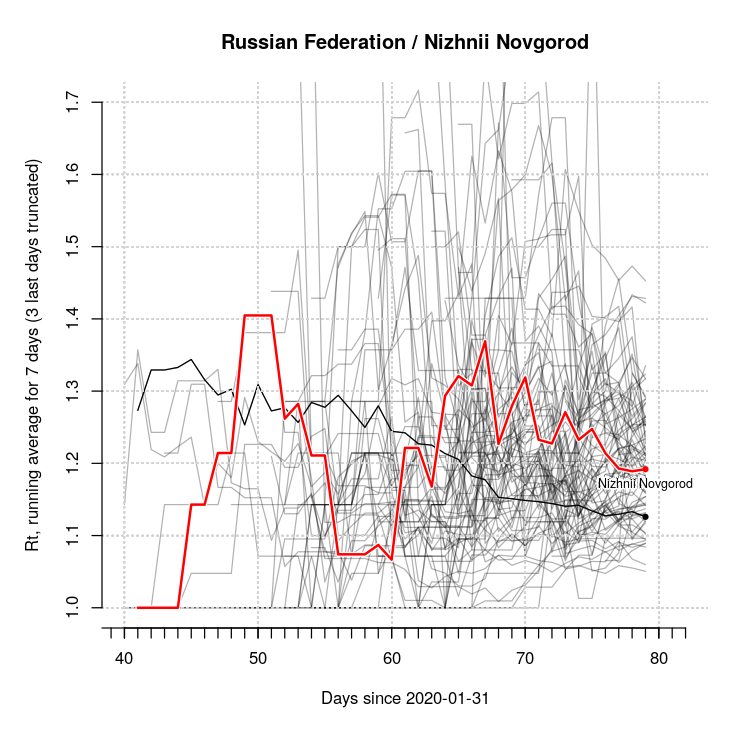 Russian Federation / Nizhnii Novgorod
Rt, running average for 7 days (3 last days truncated)
1.7
1.6
1.5
1.4
1.3
1.2
1.1
1.0
Nizhnii Novgorod
40 50 60 70 80
Days since 2020-01-31